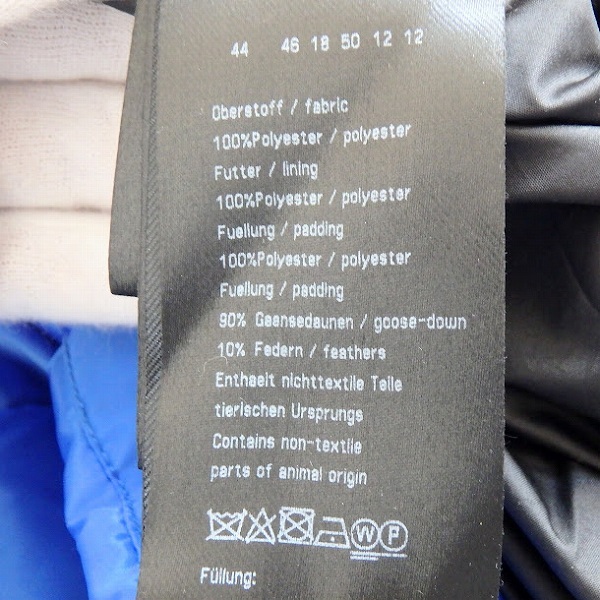 44 46 18 50 12 12
Oberstoff / fabric
100%Polyester / polyester
Futter / lining
100%Polyester / polyester
Fuellung / padding
100%Polyester / polyester
Fuellung / padding
90% Gaensedaunen / goose-down
10% Federn / feathers
Enthaelt nichttextile Teile
tierischen Ursprungs
Contains non-textile
parts of animal origin
W P
Füllung: